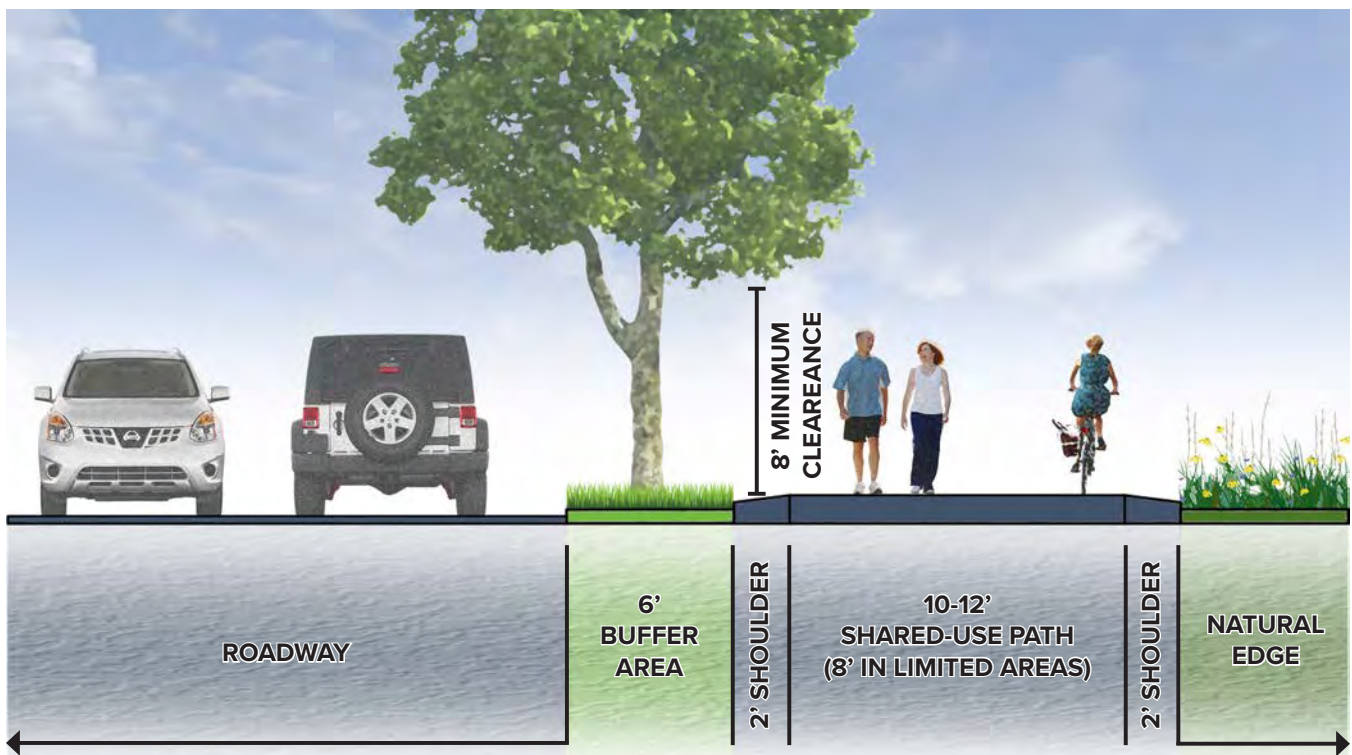 8’ MINIMUM
CLEAREANCE
ROADWAY
6’
BUFFER
AREA
2’ SHOULDER
10-12’
SHARED-USE PATH
(8’ IN LIMITED AREAS)
2’ SHOULDER
NATURAL
EDGE